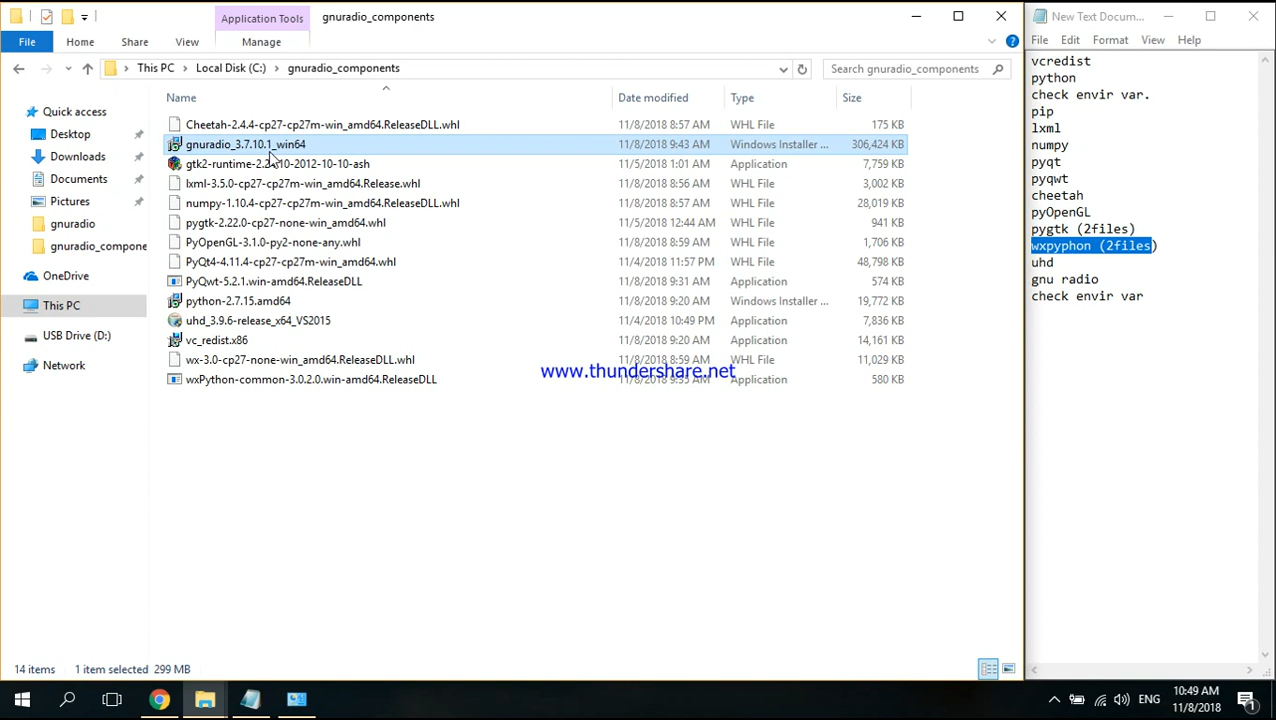 Application Tools gnuradio_components
File Home Share View Manage
This PC Local Disk (C:) gnuradio_components Search gnuradio_components
Quick access
Desktop
Downloads
Documents
Pictures
gnuradio
gnuradio_compone
OneDrive
This PC
USB Drive (D:)
Network
Name Date modified Type Size
Cheetah-2.4.4-cp27-cp27m-win_amd64.ReleaseDLL.whl 11/8/2018 8:57 AM WHL File 175 KB
gnuradio_3.7.10.1_win64 11/8/2018 9:43 AM Windows Installer ... 306,424 KB
gtk2-runtime-2.2 10-2012-10-10-ash 11/5/2018 1:01 AM Application 7,759 KB
lxml-3.5.0-cp27-cp27m-win_amd64.Release.whl 11/8/2018 8:56 AM WHL File 3,002 KB
numpy-1.10.4-cp27-cp27m-win_amd64.ReleaseDLL.whl 11/8/2018 8:57 AM WHL File 28,019 KB
pygtk-2.22.0-cp27-none-win_amd64.whl 11/5/2018 12:44 AM WHL File 941 KB
PyOpenGL-3.1.0-py2-none-any.whl 11/8/2018 8:59 AM WHL File 1,706 KB
PyQt4-4.11.4-cp27-cp27m-win_amd64.whl 11/4/2018 11:57 PM WHL File 48,798 KB
PyQwt-5.2.1.win-amd64.ReleaseDLL 11/8/2018 9:31 AM Application 574 KB
python-2.7.15.amd64 11/8/2018 9:20 AM Windows Installer ... 19,772 KB
uhd_3.9.6-release_x64_VS2015 11/4/2018 10:49 PM Application 7,836 KB
vc_redist.x86 11/8/2018 9:20 AM Application 14,161 KB
wx-3.0-cp27-none-win_amd64.ReleaseDLL.whl 11/8/2018 8:59 AM WHL File 11,029 KB
www.thundershare.net
wxPython-common-3.0.2.0.win-amd64.ReleaseDLL 11/8/2018 9:35 AM Application 580 KB
14 items 1 item selected 299 MB
New Text Docum...
File Edit Format View Help
vcredist
python
check envir var.
pip
lxml
numpy
pyqt
pyqwt
cheetah
pyOpenGL
pygtk (2files)
wxpyphon (2files)
uhd
gnu radio
check envir var
ENG 10:49 AM
11/8/2018
1